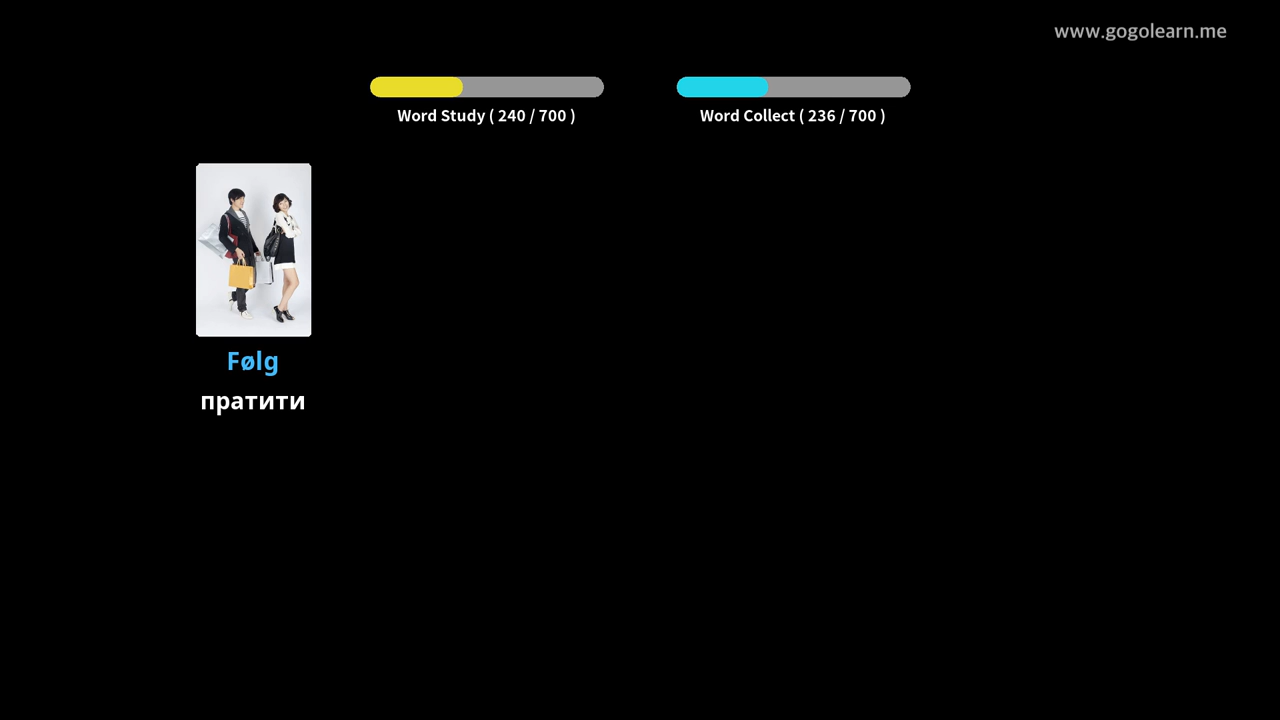 www.gogolearn.me
Word Study ( 240 / 700 )
Word Collect ( 236 / 700 )
Følg
пратити